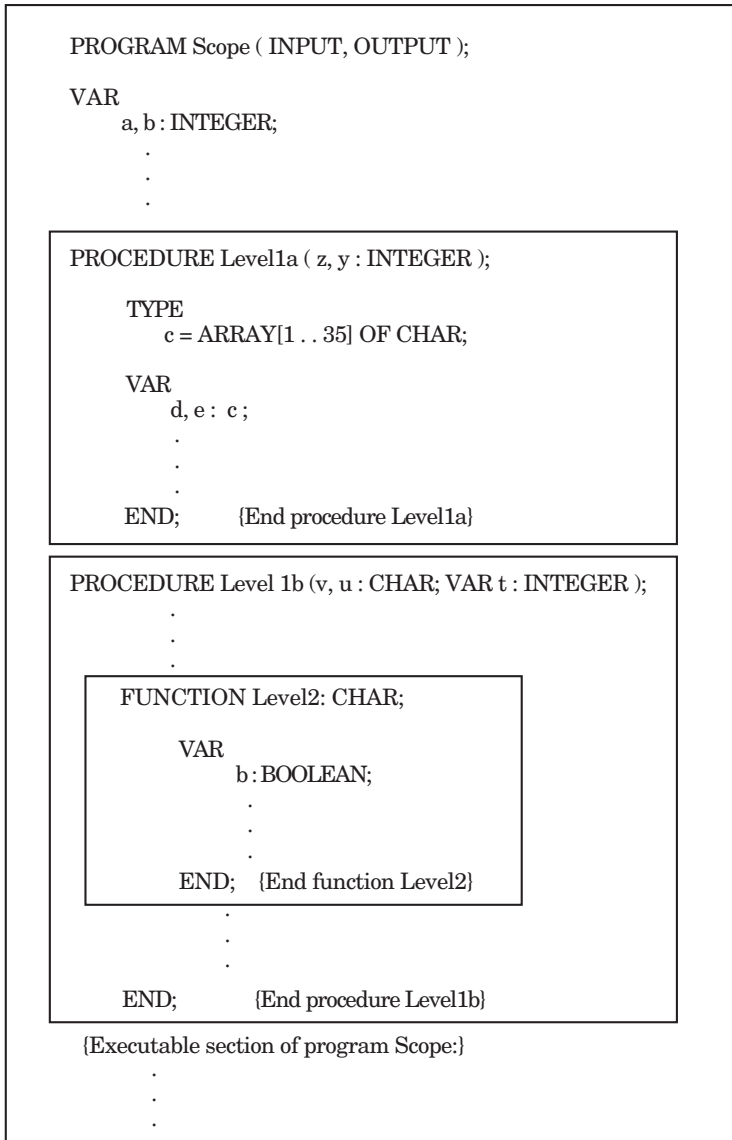 PROGRAM Scope ( INPUT, OUTPUT );
VAR
a, b : INTEGER;
.
.
.
PROCEDURE Level1a ( z, y : INTEGER );
TYPE
c = ARRAY[1 . . 35] OF CHAR;
VAR
d, e : c ;
.
.
.
END; {End procedure Level1a}
PROCEDURE Level 1b (v, u : CHAR; VAR t : INTEGER );
.
.
.
FUNCTION Level2: CHAR;
VAR
b : BOOLEAN;
.
.
.
END; {End function Level2}
.
.
.
END; {End procedure Level1b}
{Executable section of program Scope:}
.
.
.